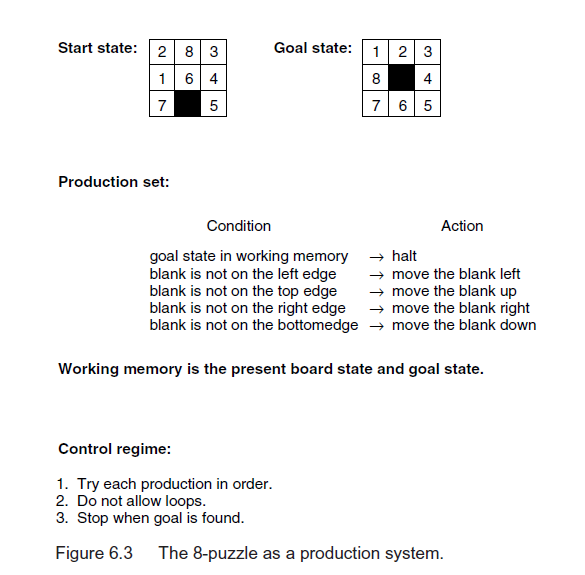 Start state: 2 8 3 Goal state: 1 2 3
1 6 4 8 4
7 5 7 6 5
Production set:
Condition Action
goal state in working memory → halt
blank is not on the left edge → move the blank left
blank is not on the top edge → move the blank up
blank is not on the right edge → move the blank right
blank is not on the bottomedge → move the blank down
Working memory is the present board state and goal state.
Control regime:
1. Try each production in order.
2. Do not allow loops.
3. Stop when goal is found.
Figure 6.3 The 8-puzzle as a production system.